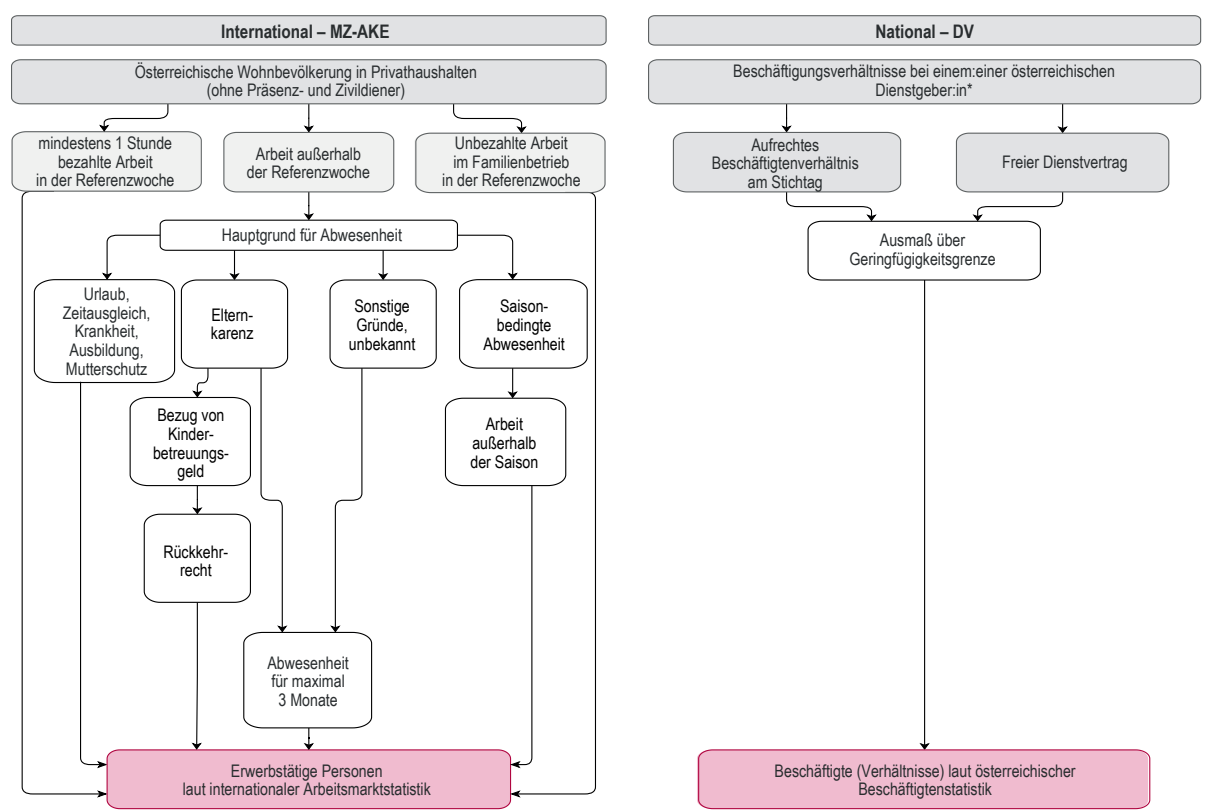 International – MZ-AKE
Österreichische Wohnbevölkerung in Privathaushalten
(ohne Präsenz- und Zivildiener)
mindestens 1 Stunde
bezahlte Arbeit
in der Referenzwoche
Arbeit außerhalb
der Referenzwoche
Unbezahlte Arbeit
im Familienbetrieb
in der Referenzwoche
Hauptgrund für Abwesenheit
Urlaub,
Zeitausgleich,
Krankheit,
Ausbildung,
Mutterschutz
Eltern-
karenz
Sonstige
Gründe,
unbekannt
Saison-
bedingte
Abwesenheit
Bezug von
Kinder-
betreuungs-
geld
Arbeit
außerhalb
der Saison
Rückkehr-
recht
Abwesenheit
für maximal
3 Monate
Erwerbstätige Personen
laut internationaler Arbeitsmarktstatistik
National – DV
Beschäftigungsverhältnisse bei einem:einer österreichischen
Dienstgeber:in*
Aufrechtes
Beschäftigtenverhältnis
am Stichtag
Freier Dienstvertrag
Ausmaß über
Geringfügigkeitsgrenze
Beschäftigte (Verhältnisse) laut österreichischer
Beschäftigtenstatistik